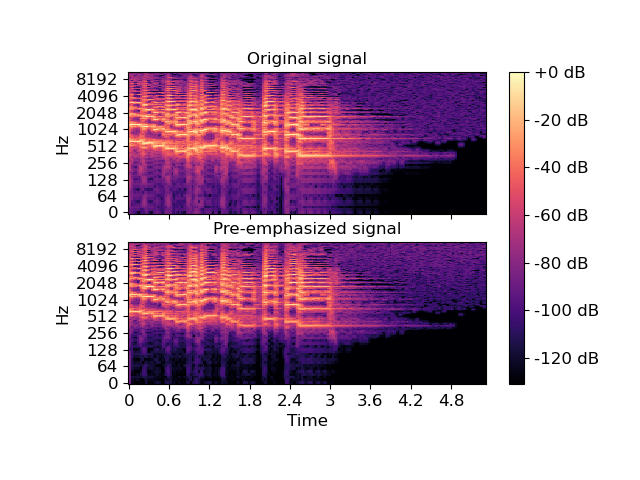 Original signal
8192
4096
2048
1024
512
256
128
64
0
Hz
Pre-emphasized signal
8192
4096
2048
1024
512
256
128
64
0
Hz
0 0.6 1.2 1.8 2.4 3 3.6 4.2 4.8
Time
+0 dB
-20 dB
-40 dB
-60 dB
-80 dB
-100 dB
-120 dB